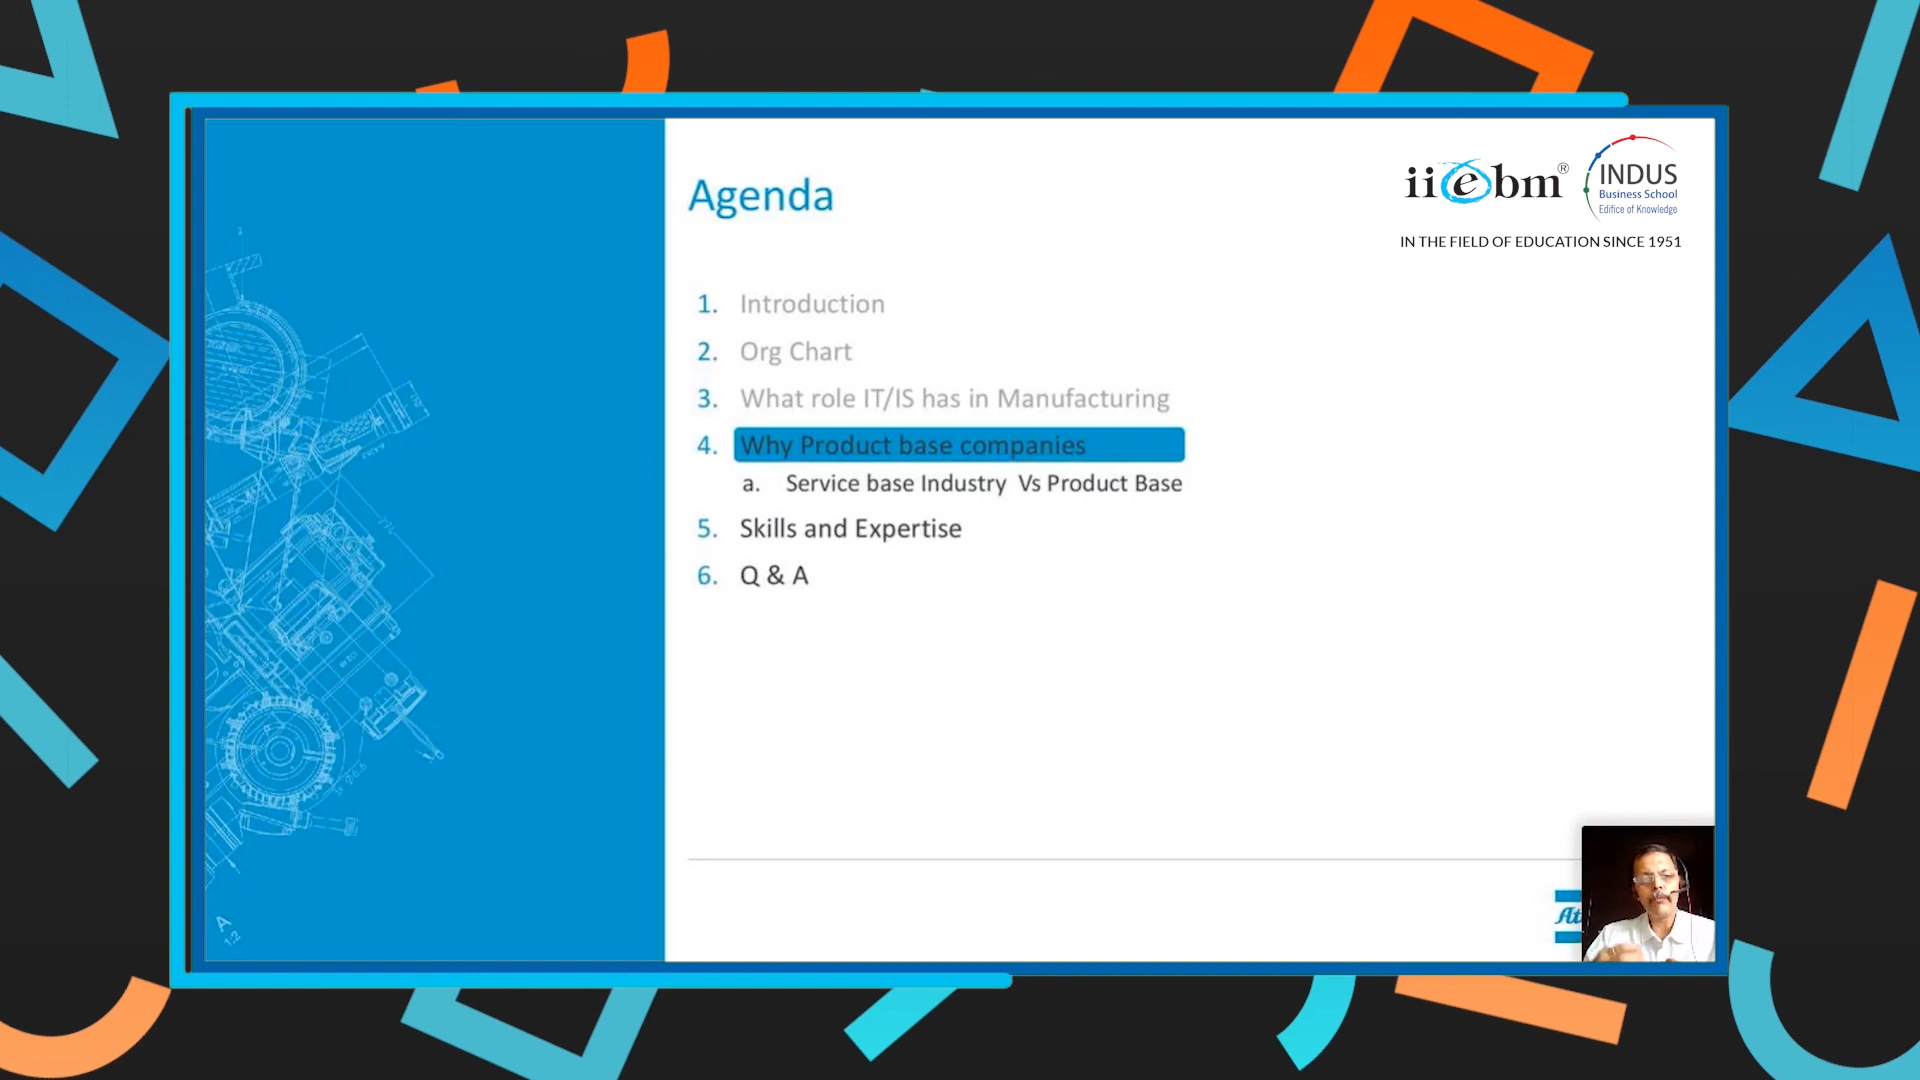 Agenda
iiebm®
INDUS
Business School
Edifice of Knowledge
IN THE FIELD OF EDUCATION SINCE 1951
1. Introduction
2. Org Chart
3. What role IT/IS has in Manufacturing
4. Why Product base companies
a. Service base Industry Vs Product Base
5. Skills and Expertise
6. Q & A
At